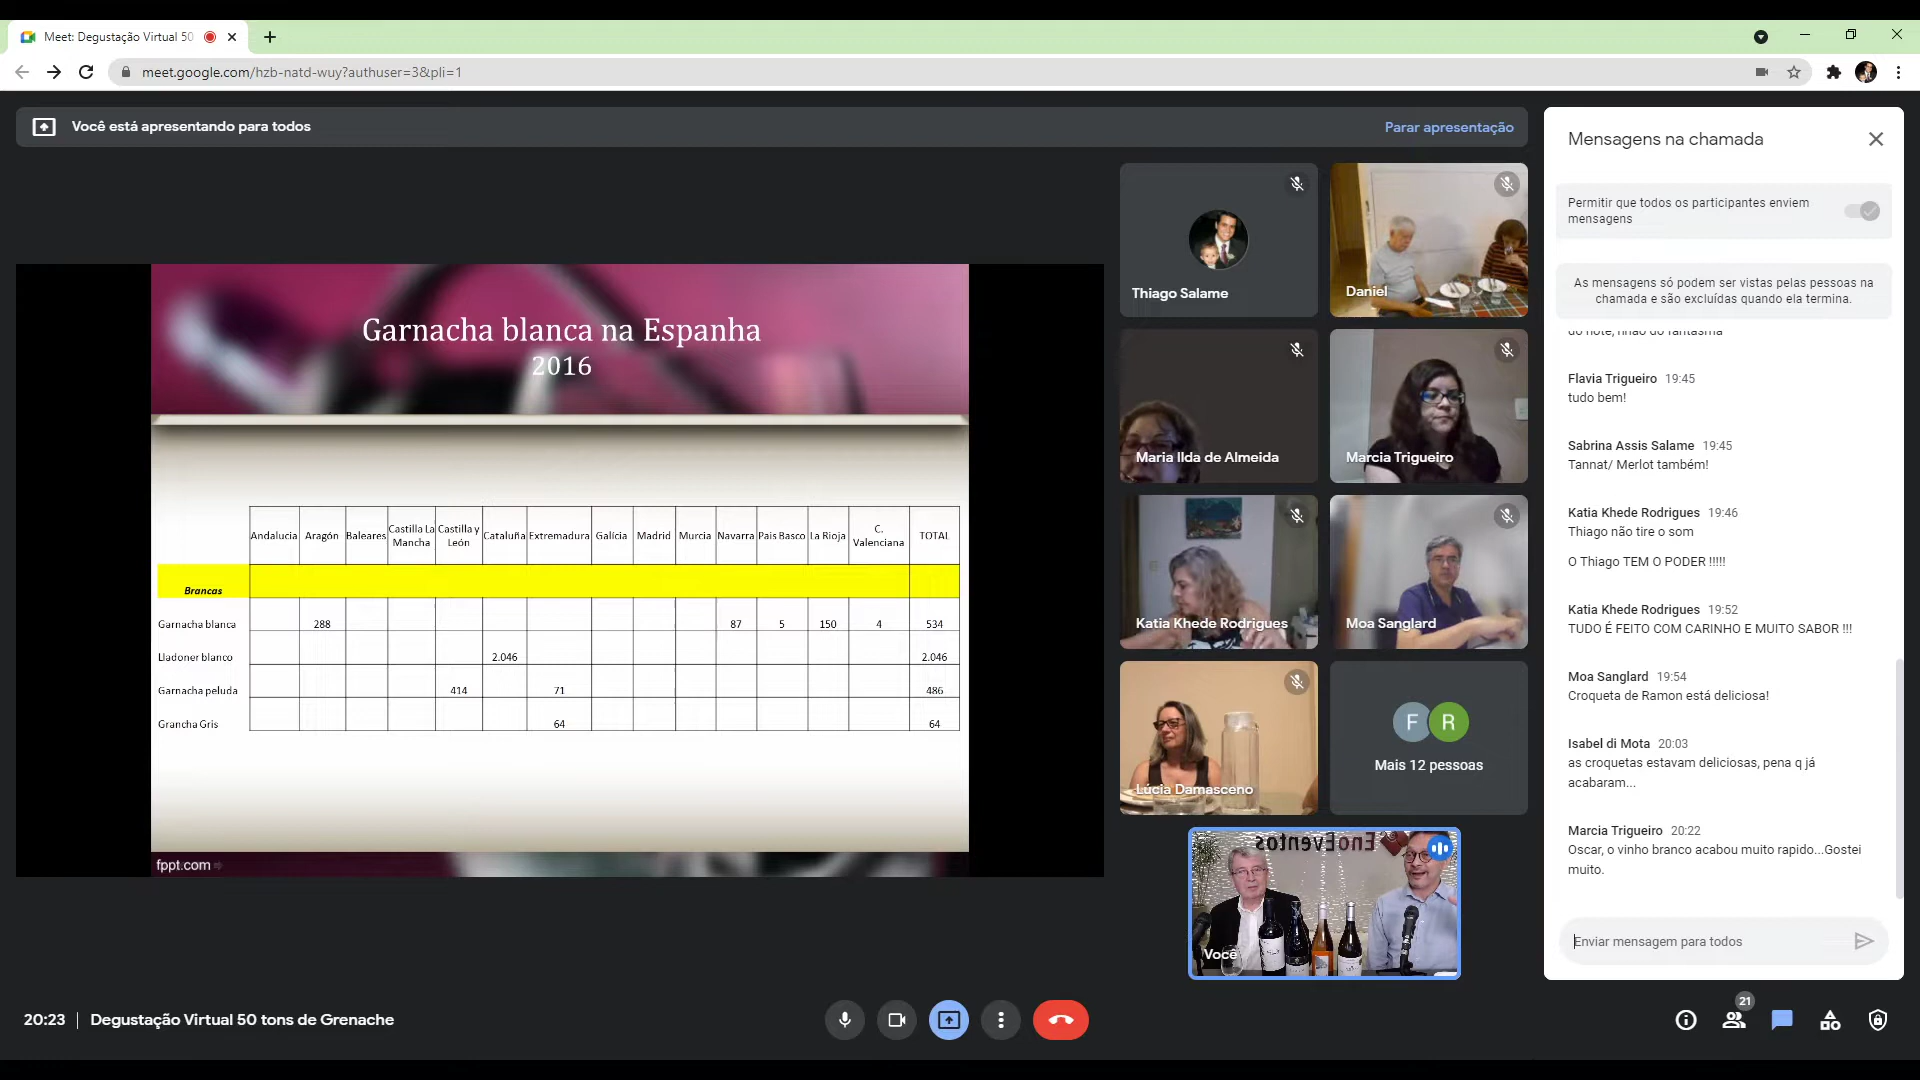 Meet: Degustação Virtual 50
meet.google.com/hzb-natd-wuy?authuser=3&pli=1
Você está apresentando para todos
Parar apresentação
Garnacha blanca na Espanha
2016
Andalucia Aragón Baleares Castilla La Mancha Castilla y León Cataluña Extremadura Galícia Madrid Murcia Navarra Pais Basco La Rioja C. Valenciana TOTAL
Brancas
Garnacha blanca 288 87 5 150 4 534
Lladoner blanco 2.046 2.046
Garnacha peluda 414 71 486
Grancha Gris 64 64
fppt.com
Thiago Salame
Daniel
Maria Ilda de Almeida
Marcia Trigueiro
Katia Khede Rodrigues
Moa Sanglard
Lúcia Damasceno
F R
Mais 12 pessoas
EnoEventos
Você
Mensagens na chamada
Permitir que todos os participantes enviem
mensagens
As mensagens só podem ser vistas pelas pessoas na
chamada e são excluídas quando ela termina.
Flavia Trigueiro 19:45
tudo bem!
Sabrina Assis Salame 19:45
Tannat/ Merlot também!
Katia Khede Rodrigues 19:46
Thiago não tire o som
O Thiago TEM O PODER !!!!!
Katia Khede Rodrigues 19:52
TUDO É FEITO COM CARINHO E MUITO SABOR !!!
Moa Sanglard 19:54
Croqueta de Ramon está deliciosa!
Isabel di Mota 20:03
as croquetas estavam deliciosas, pena q já
acabaram...
Marcia Trigueiro 20:22
Oscar, o vinho branco acabou muito rapido...Gostei
muito.
Enviar mensagem para todos
20:23 | Degustação Virtual 50 tons de Grenache
21